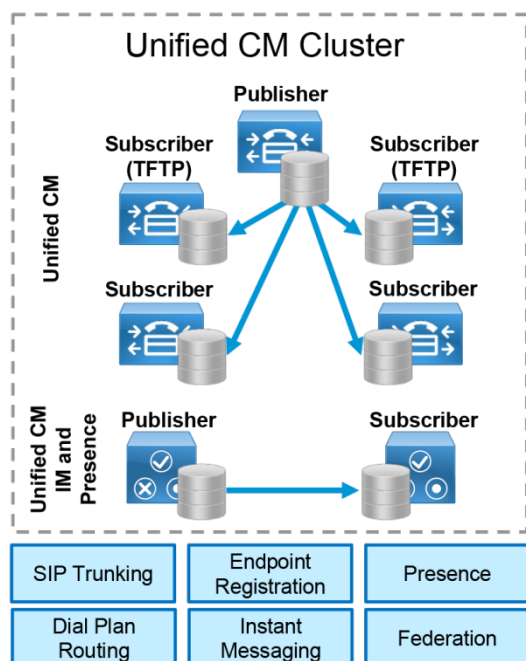 Unified CM Cluster
Publisher
Subscriber
(TFTP)
Subscriber
(TFTP)
Unified CM
Subscriber
Subscriber
Unified CM
IM and
Presence
Publisher
Subscriber
SIP Trunking
Endpoint
Registration
Presence
Dial Plan
Routing
Instant
Messaging
Federation